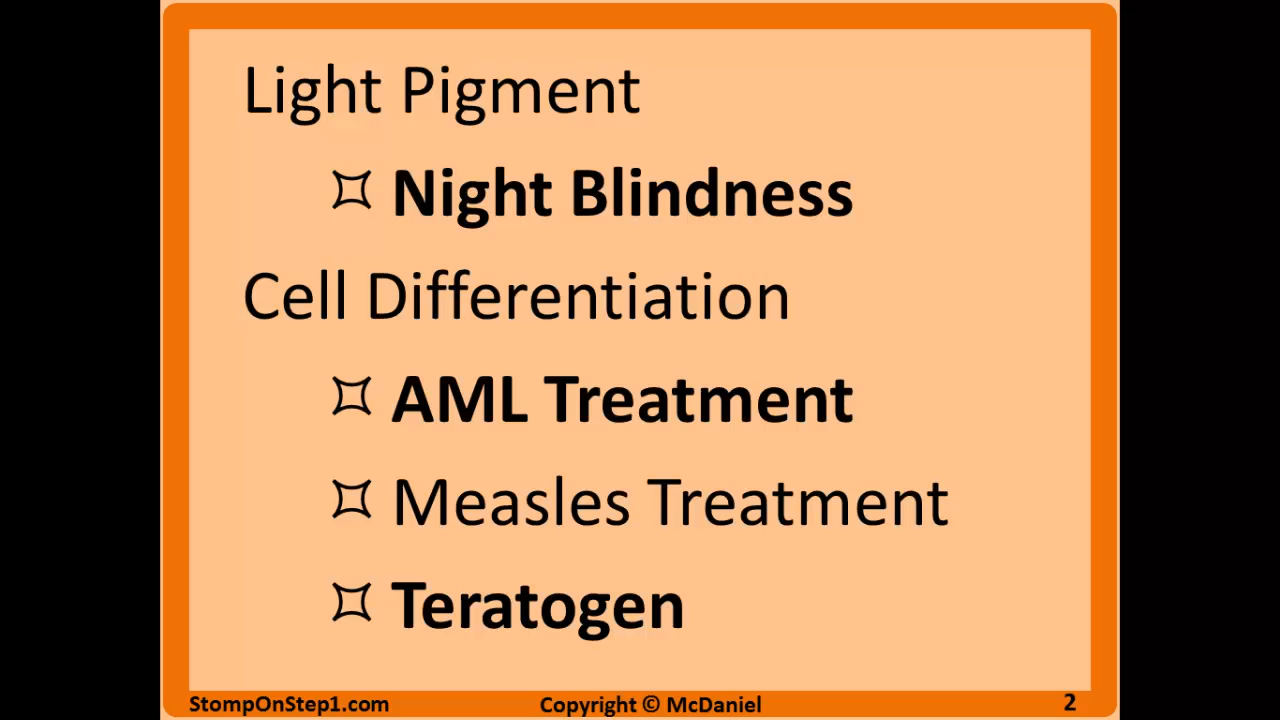 Light Pigment
Night Blindness
Cell Differentiation
AML Treatment
Measles Treatment
Teratogen
StompOnStep1.com Copyright © McDaniel 2